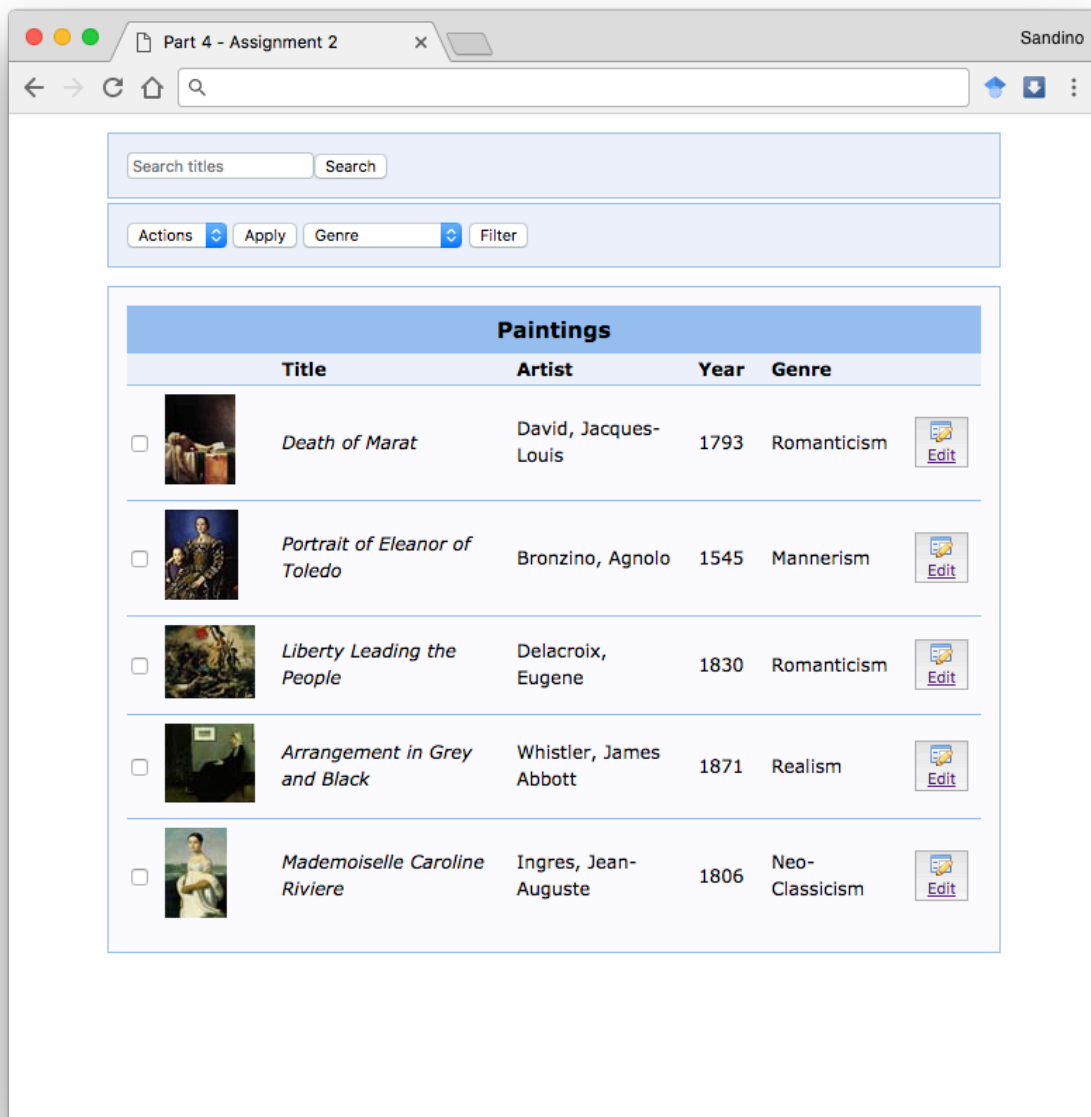 Part 4 - Assignment 2
Sandino
Search titles Search
Actions Apply Genre Filter
Paintings
Title Artist Year Genre
Death of Marat David, Jacques-Louis 1793 Romanticism Edit
Portrait of Eleanor of
Toledo
Bronzino, Agnolo 1545 Mannerism Edit
Liberty Leading the
People
Delacroix,
Eugene
1830 Romanticism Edit
Arrangement in Grey
and Black
Whistler, James
Abbott
1871 Realism Edit
Mademoiselle Caroline
Riviere
Ingres, Jean-
Auguste
1806 Neo-
Classicism
Edit